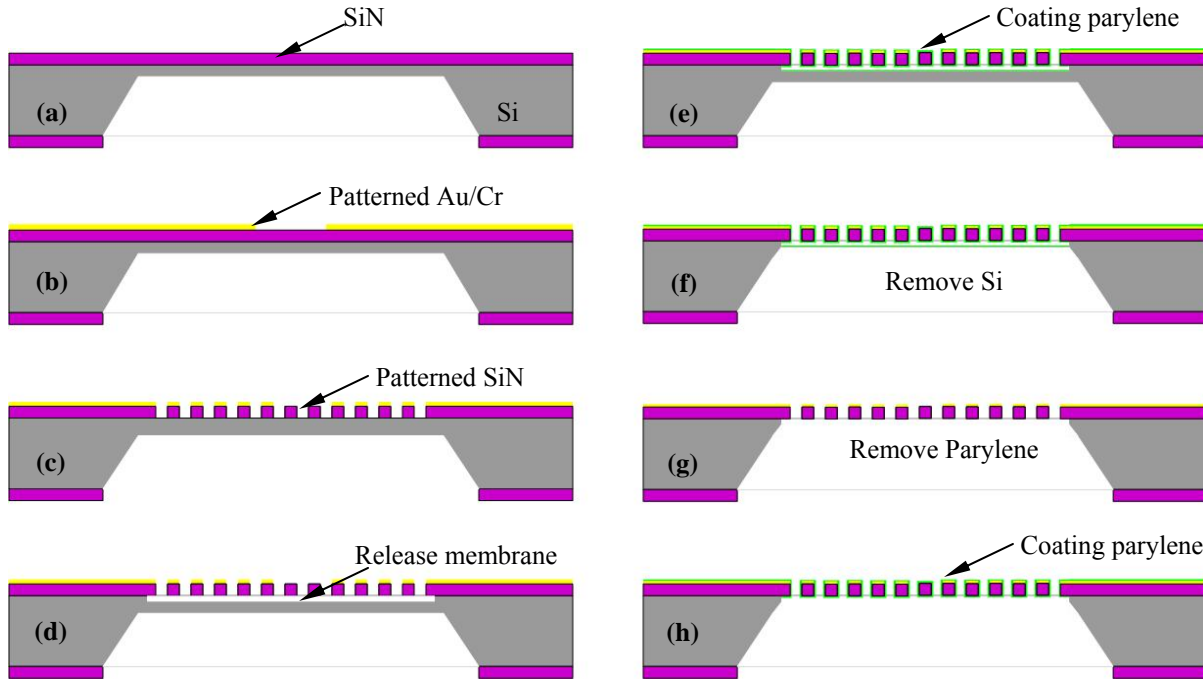 SiN
(a)
Si
Patterned Au/Cr
(b)
Patterned SiN
(c)
Release membrane
(d)
Coating parylene
(e)
(f)
Remove Si
(g)
Remove Parylene
Coating parylene
(h)